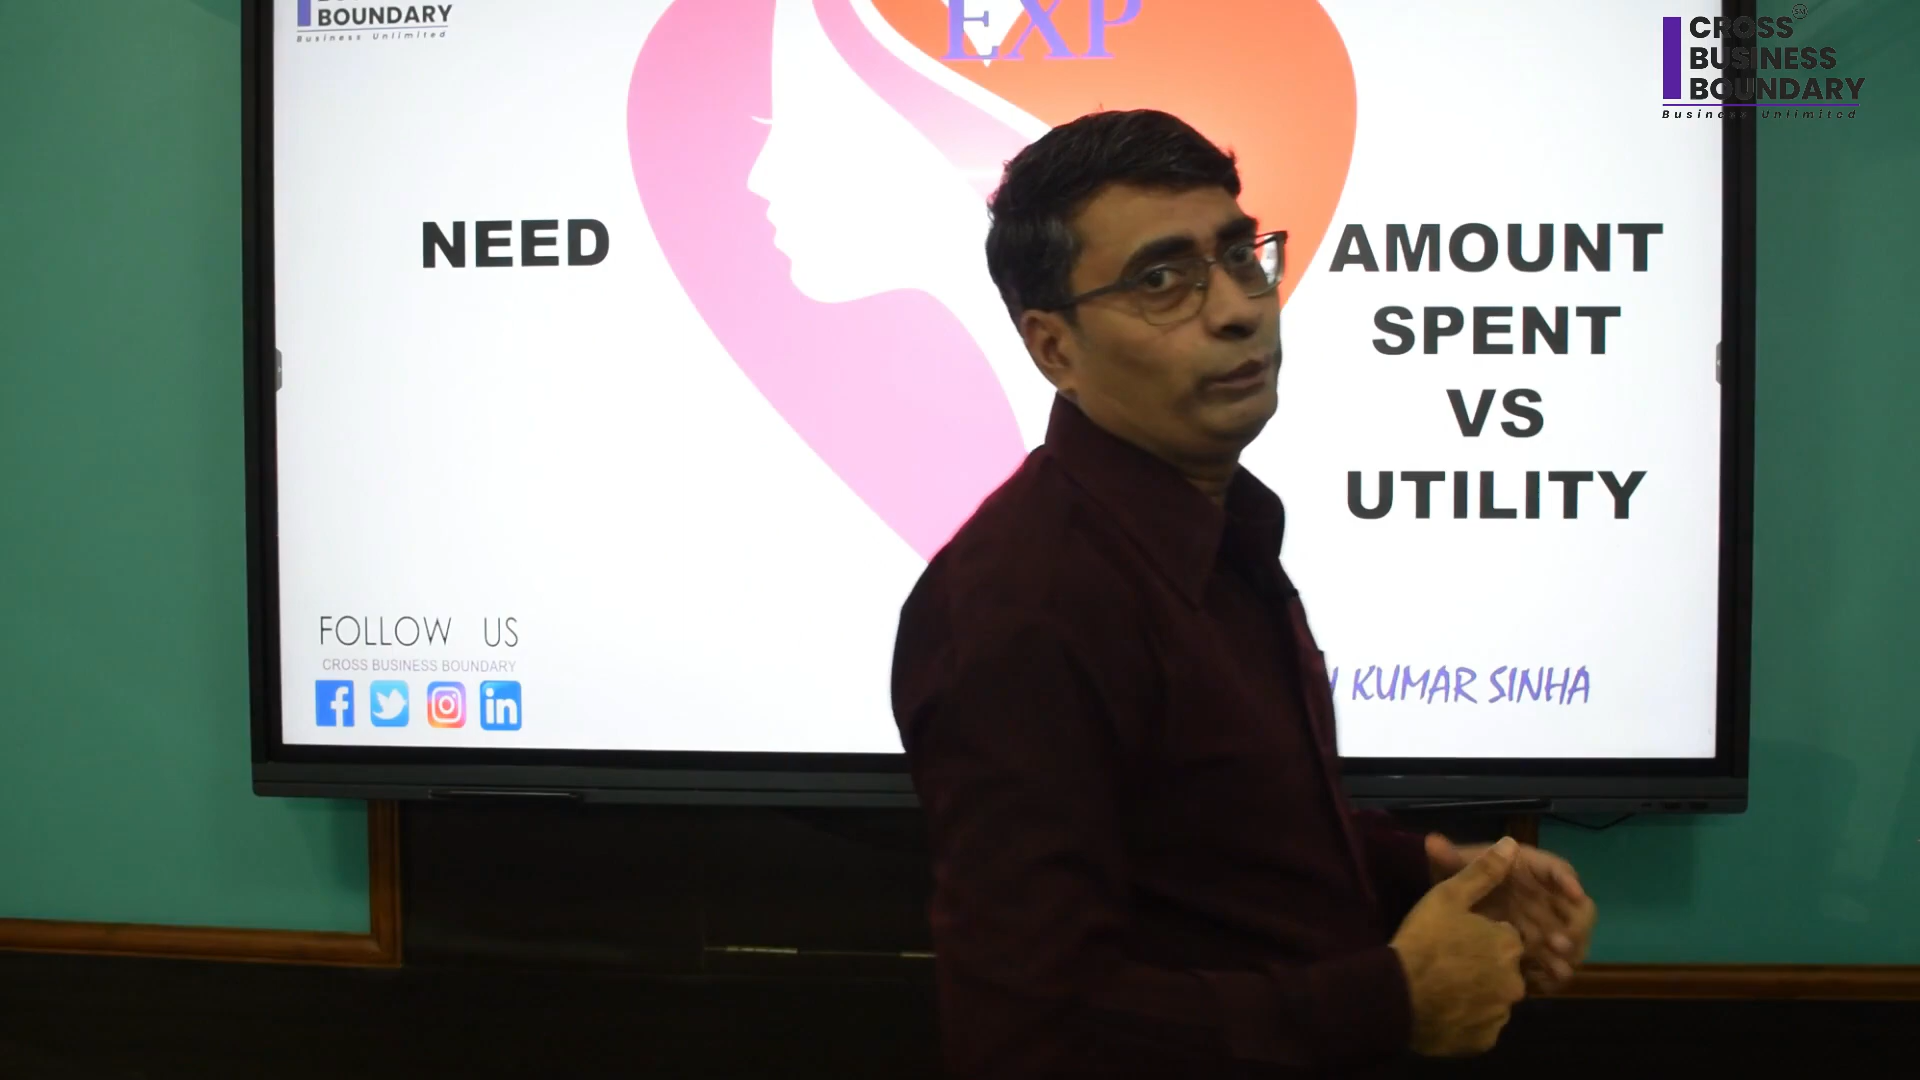 BOUNDARY
Business Unlimited
EXP
CROSS
SM
BUSINESS
BOUNDARY
Business Unlimited
NEED
AMOUNT
SPENT
VS
UTILITY
FOLLOW US
CROSS BUSINESS BOUNDARY
KUMAR SINHA